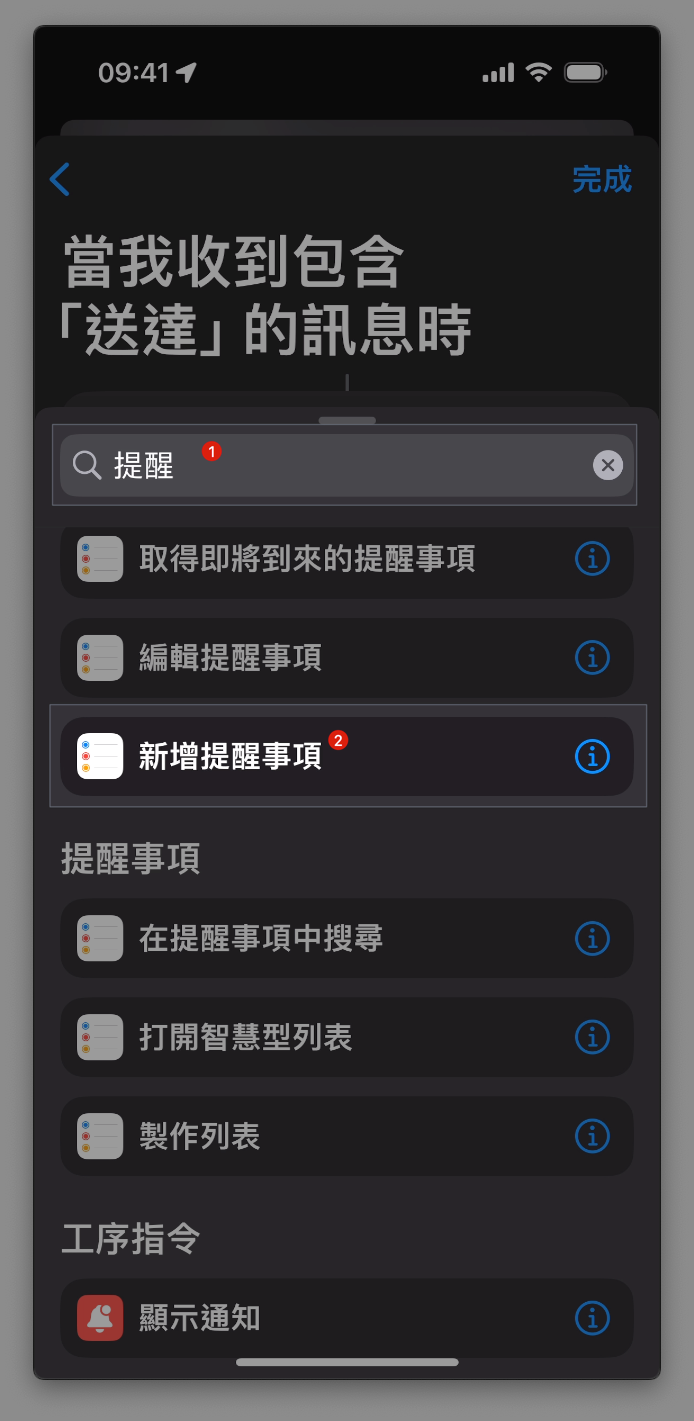 09:41
完成
當我收到包含
「送達」的訊息時
提醒 1
取得即將到來的提醒事項
編輯提醒事項
新增提醒事項 2
提醒事項
在提醒事項中搜尋
打開智慧型列表
製作列表
工序指令
顯示通知